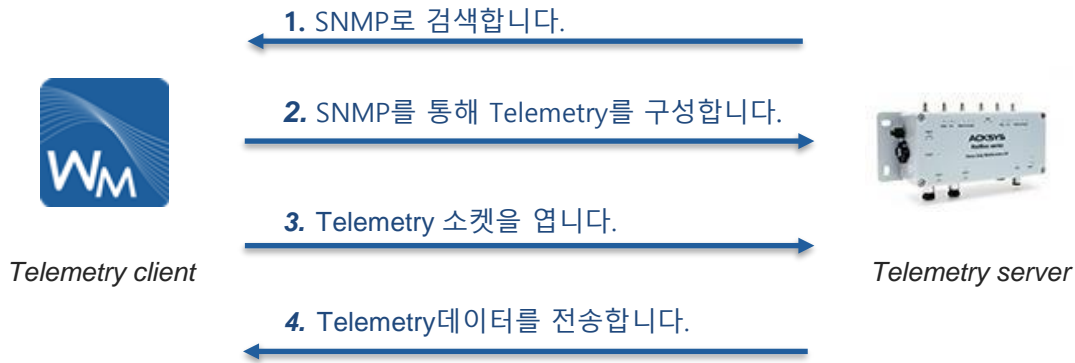 1. SNMP로 검색합니다.
2. SNMP를 통해 Telemetry를 구성합니다.
WM
ACKSYS
3. Telemetry 소켓을 엽니다.
Telemetry client
Telemetry server
4. Telemetry데이터를 전송합니다.